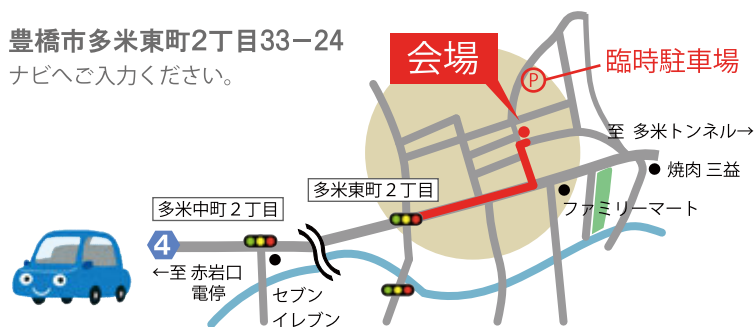 豊橋市多米東町2丁目33−24
ナビへご入力ください。
会場
P
臨時駐車場
至 多米トンネル→
焼肉 三益
多米東町2丁目
ファミリーマート
多米中町2丁目
4
←至 赤岩口
電停
セブン
イレブン